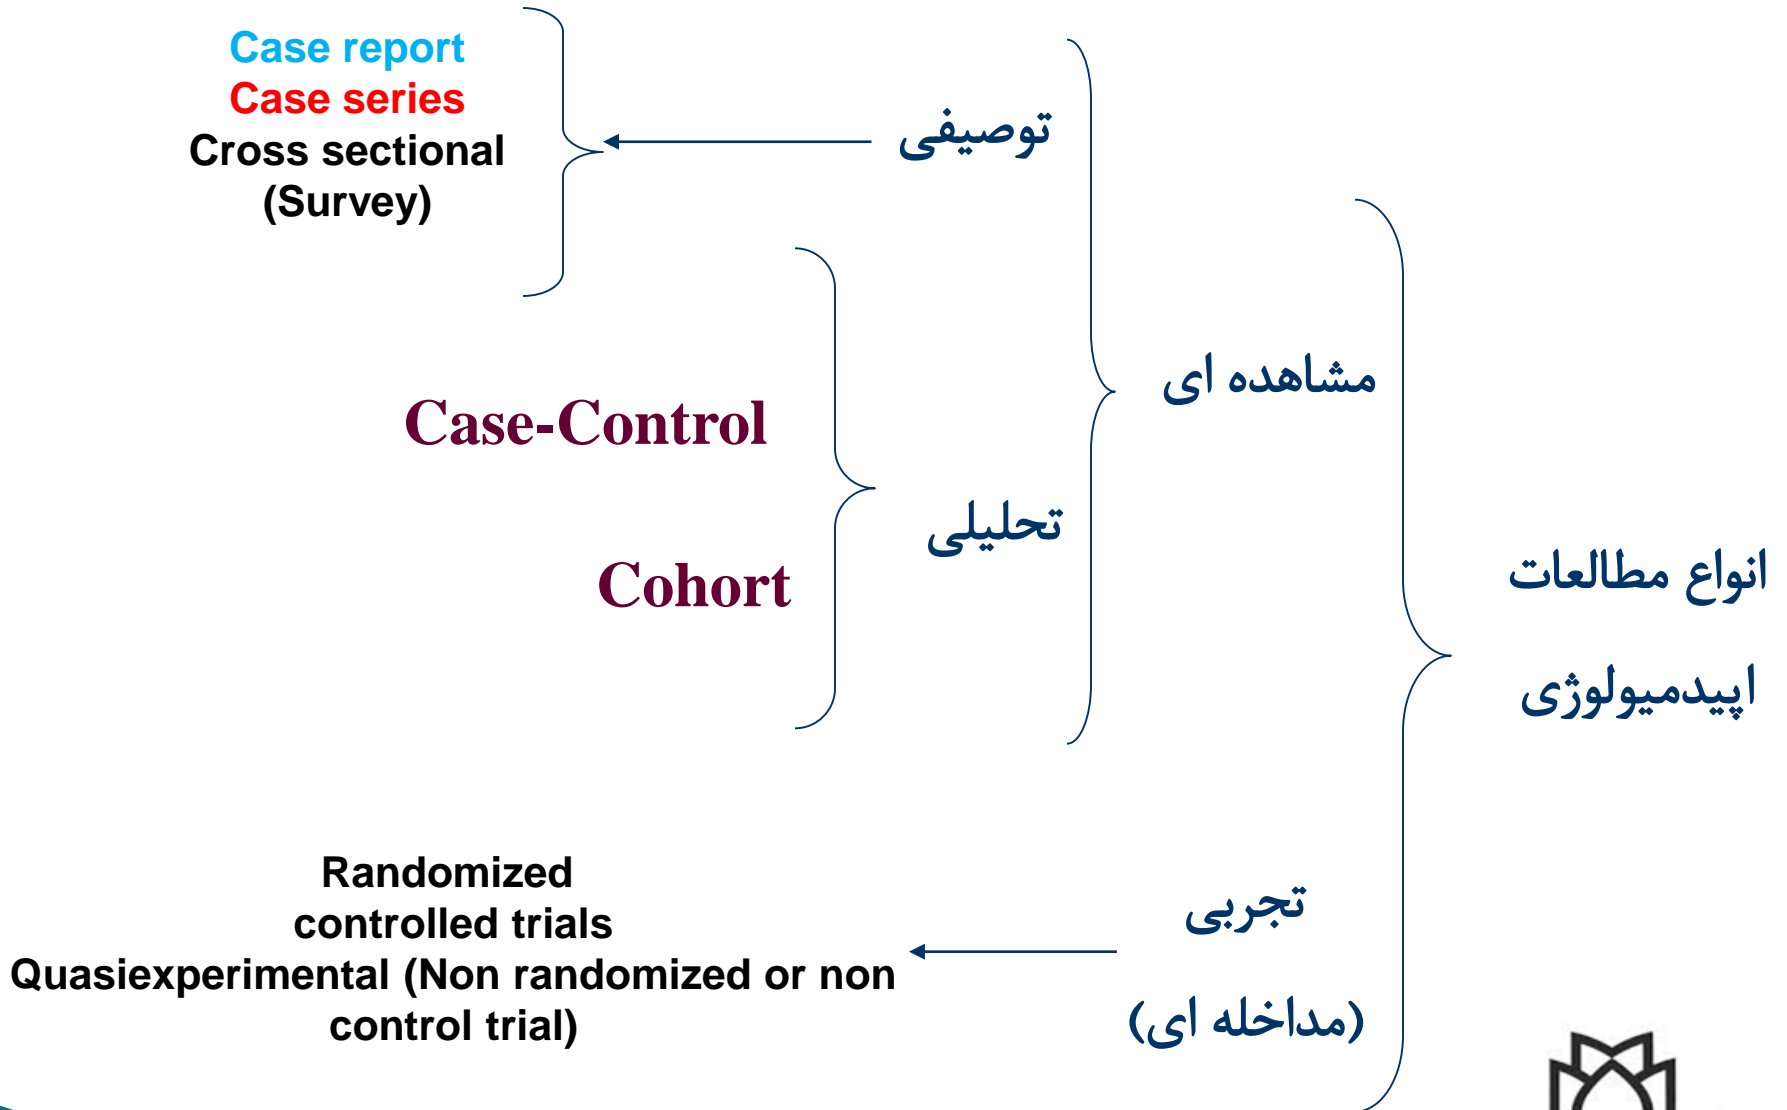 Case report
Case series
Cross sectional
(Survey)
توصیفی
مشاهده ای
Case-Control
تحلیلی
Cohort
انواع مطالعات
اپیدمیولوژی
Randomized
controlled trials
Quasiexperimental (Non randomized or non
control trial)
تجربی
(مداخله ای)